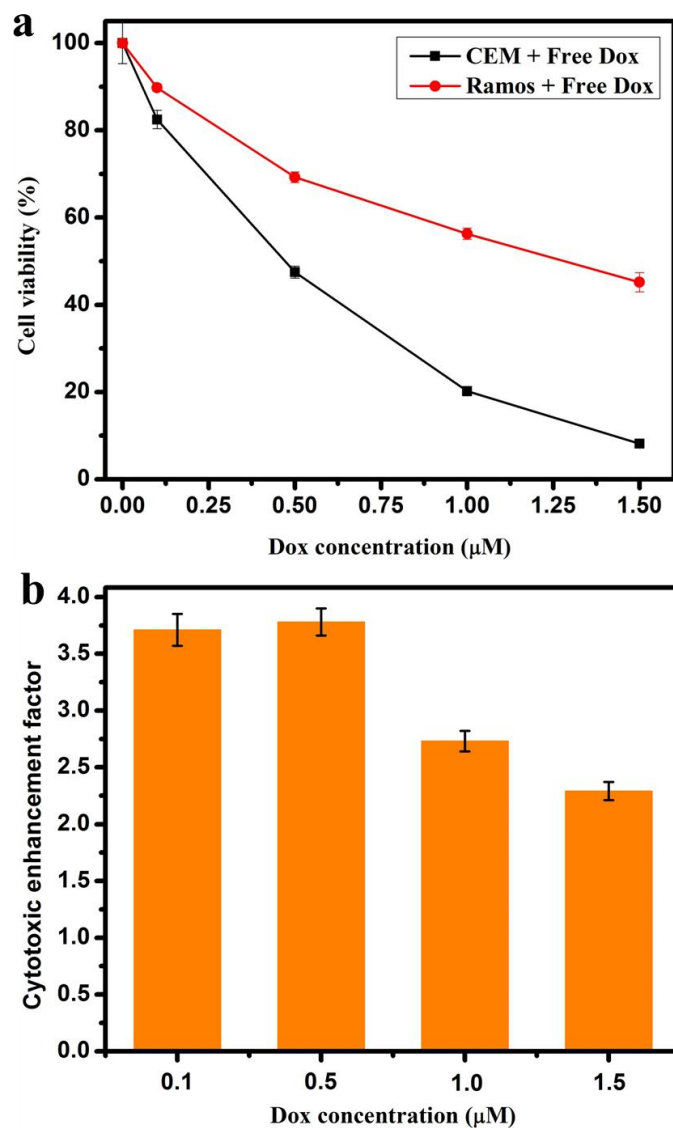 a
CEM + Free Dox
Ramos + Free Dox
100
80
60
40
20
0
Cell viability (%)
0.00 0.25 0.50 0.75 1.00 1.25 1.50
Dox concentration (μM)
b
4.0
3.5
3.0
2.5
2.0
1.5
1.0
0.5
0.0
Cytotoxic enhancement factor
0.1 0.5 1.0 1.5
Dox concentration (μM)